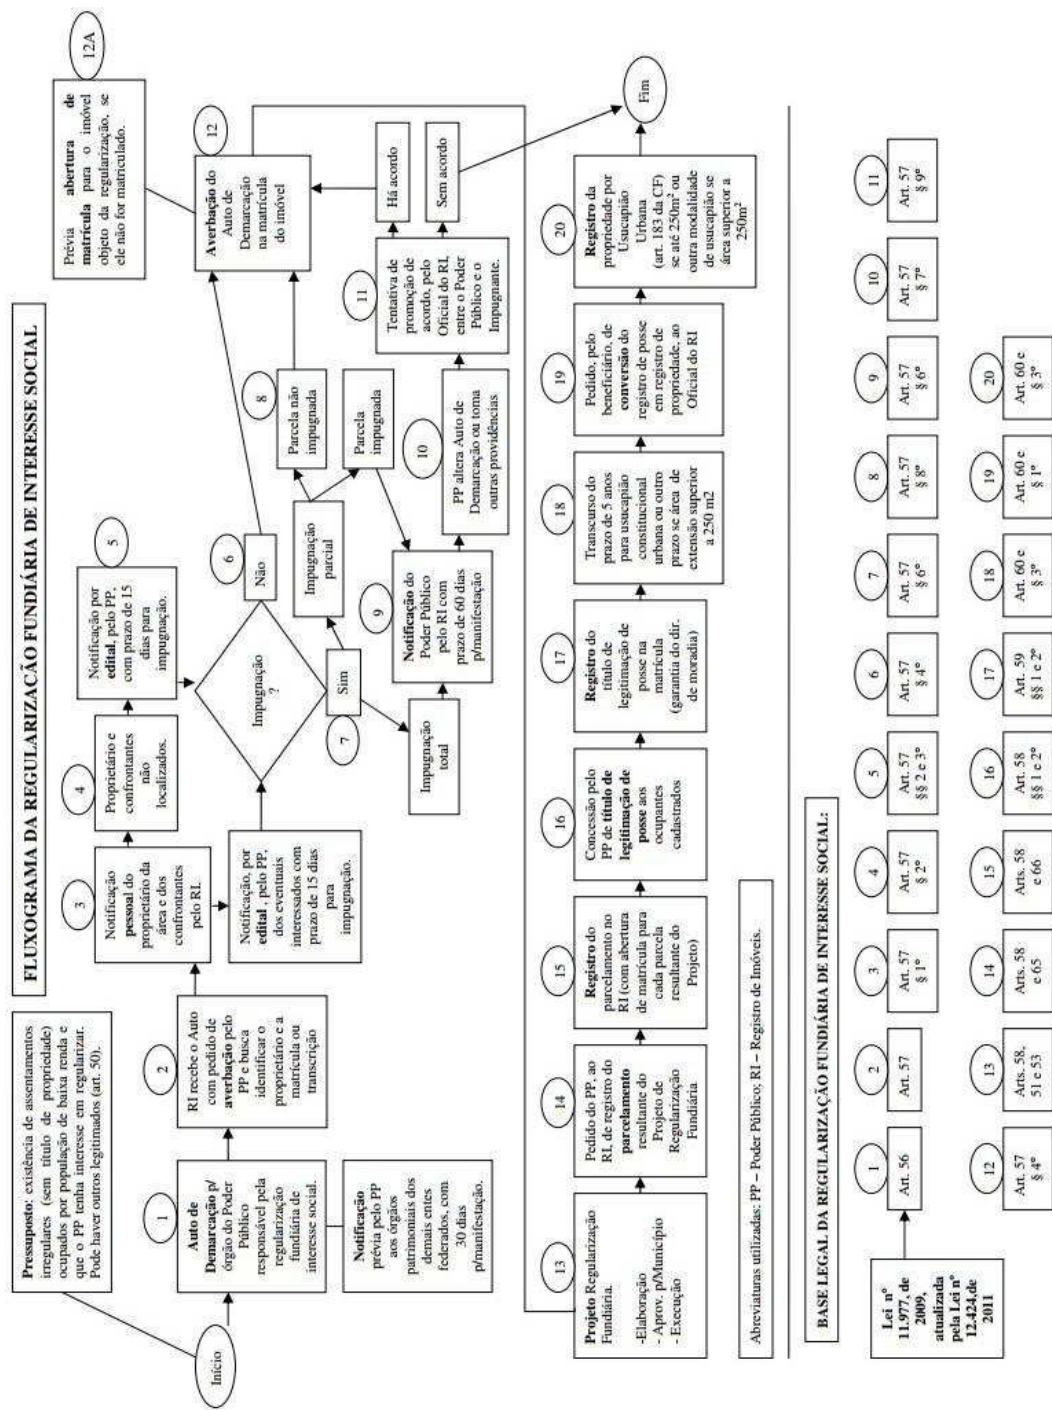 FLUXOGRAMA DA REGULARIZAÇÃO FUNDIÁRIA DE INTERESSE SOCIAL
Pressuposto: existência de assentamentos
irregulares (sem título de propriedade)
ocupados por população de baixa renda e
que o PP tenha interesse em regularizar.
Pode haver outros legitimados (art. 50).
Início
1
Auto de
Demarcação p/
órgão do Poder
Público
responsável pela
regularização
fundiária de
interesse social.
Notificação
prévia pelo PP
aos órgãos
patrimoniais dos
demais entes
federados, com
30 dias
p/manifestação.
2
RI recebe o Auto
com pedido de
averbação pelo
PP e busca
identificar o
proprietário e a
matrícula ou
transcrição
3
Notificação
pessoal do
proprietário da
área e dos
confrontantes
pelo RI.
Notificação, por
edital , pelo PP,
dos eventuais
interessados com
prazo de 15 dias
para
impugnação.
4
Proprietário e
confrontantes
não
localizados.
5
Notificação por
edital, pelo PP,
com prazo de 15
dias para
impugnação.
Impugnação
?
6
Não
7
Sim
Impugnação
total
Impugnação
parcial
8
Parcela não
impugnada
Parcela
impugnada
9
Notificação do
Poder Público
pelo RI com
prazo de 60 dias
p/manifestação
10
PP altera Auto de
Demarcação ou toma
outras providências
11
Tentativa de
promoção de
acordo, pelo
Oficial do RI,
entre o Poder
Público e o
Impugnante.
Há acordo
Sem acordo
12
Averbação do
Auto de
Demarcação
na matrícula
do imóvel
12A
Prévia abertura de
matrícula para o imóvel
objeto da regularização, se
ele não for matriculado.
13
Projeto Regularização
Fundiária.
-Elaboração
- Aprov. p/Município
- Execução
14
Pedido do PP, ao
RI, de registro do
parcelamento
resultante do
Projeto de
Regularização
Fundiária.
15
Registro do
parcelamento no
RI (com abertura
de matrícula para
cada parcela
resultante do
Projeto)
16
Concessão pelo
PP de título de
legitimação de
posse aos
ocupantes
cadastrados
17
Registro do
título de
legitimação de
posse na
matrícula
(garantia do dir.
de moradia)
18
Transcurso do
prazo de 5 anos
para usucapião
constitucional
urbana ou outro
prazo se área de
extensão superior
a 250 m2
19
Pedido, pelo
beneficiário, de
conversão do
registro de posse
em registro de
propriedade, ao
Oficial do RI
20
Registro da
propriedade por
Usucapião
Urbana
(art. 183 da CF)
se até 250m² ou
outra modalidade
de usucapião se
área superior a
250m²
Fim
Abreviaturas utilizadas: PP – Poder Público; RI – Registro de Imóveis.
BASE LEGAL DA REGULARIZAÇÃO FUNDIÁRIA DE INTERESSE SOCIAL:
Lei nº
11.977, de
2009,
atualizada
pela Lei nº
12.424,de
2011
1
Art. 56
2
Art. 57
3
Art. 57
§ 1º
4
Art. 57
§ 2º
5
Art. 57
§§ 2 e 3º
6
Art. 57
§ 4º
7
Art. 57
§ 6º
8
Art. 57
§ 8º
9
Art. 57
§ 6º
10
Art. 57
§ 7º
11
Art. 57
§ 9º
12
Art. 57
§ 4º
13
Arts. 58,
51 e 53
14
Arts. 58
e 65
15
Arts. 58
e 66
16
Art. 58
§§ 1 e 2º
17
Art. 59
§§ 1 e 2º
18
Art. 60 e
§ 3º
19
Art. 60 e
§ 1º
20
Art. 60 e
§ 3º